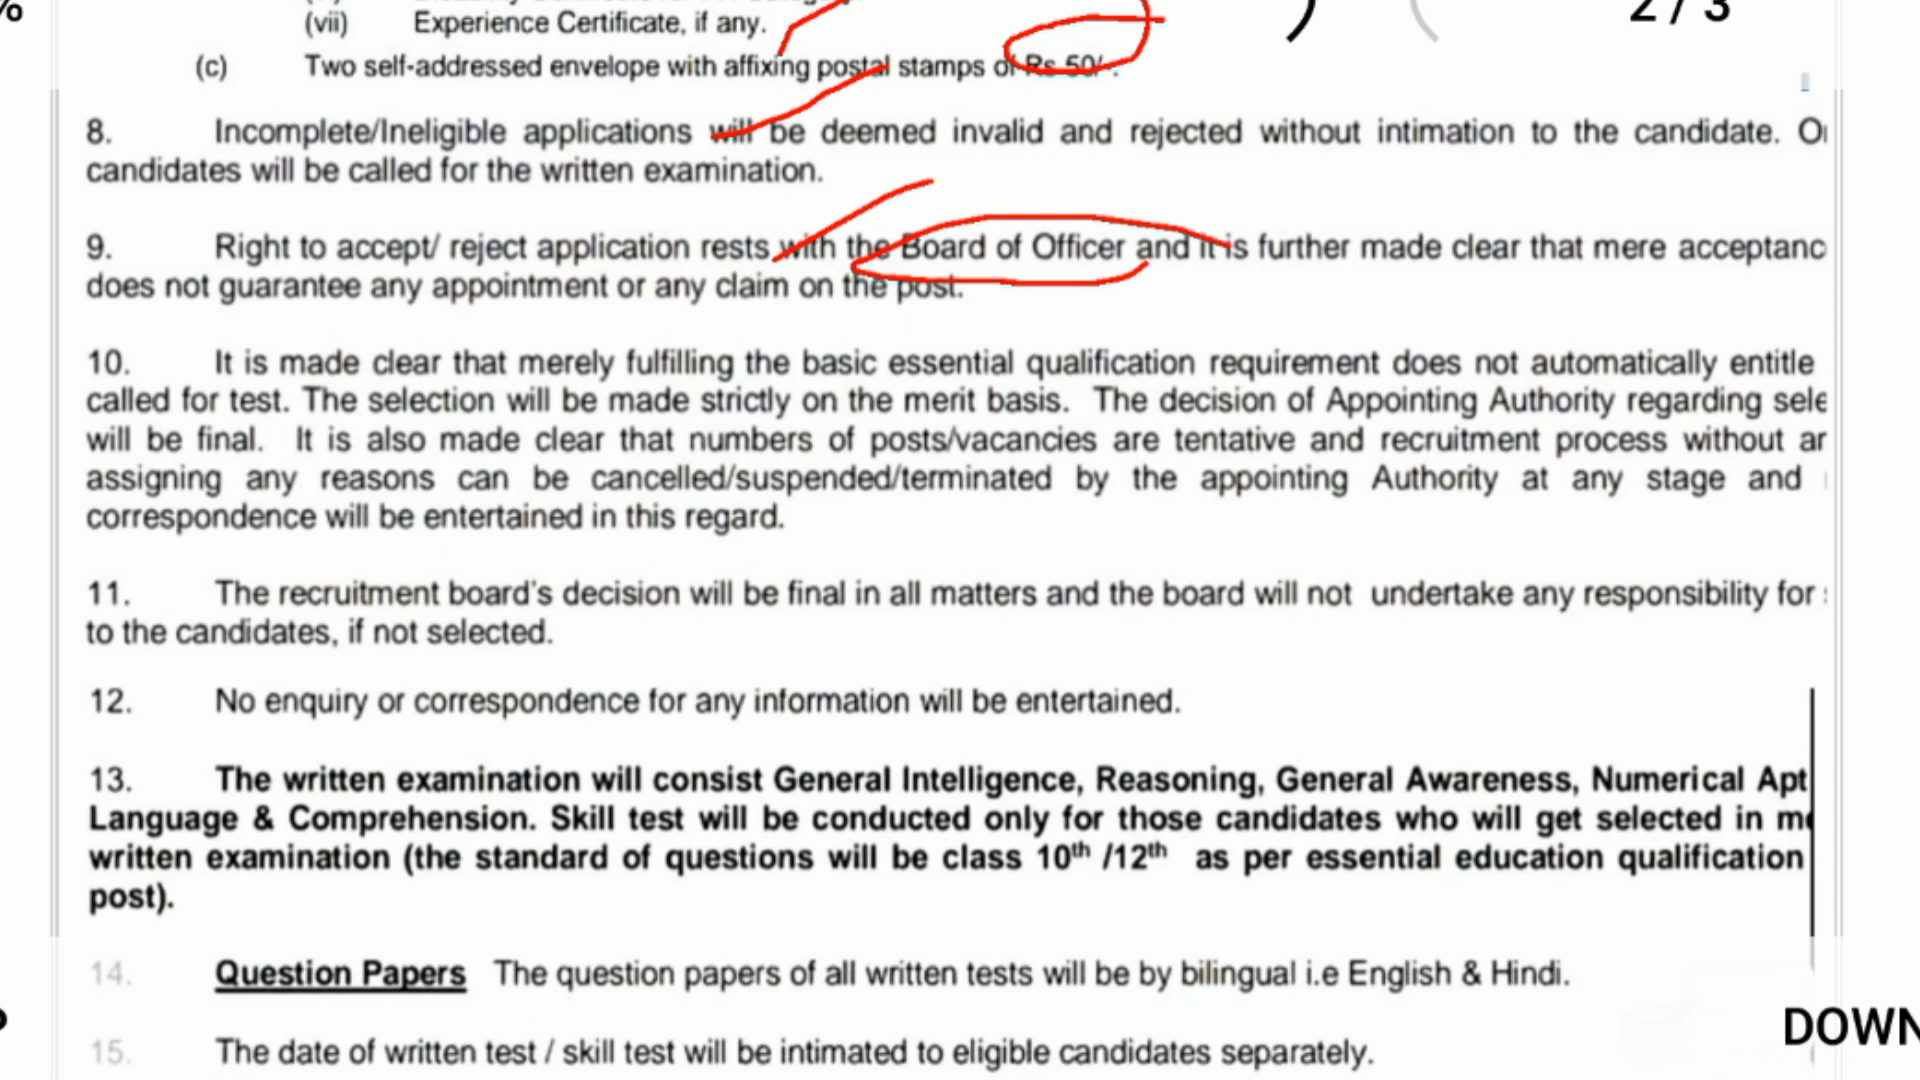 2 / 3
(vii) Experience Certificate, if any.
(c) Two self-addressed envelope with affixing postal stamps of Rs 50/-.
8. Incomplete/Ineligible applications will be deemed invalid and rejected without intimation to the candidate.
candidates will be called for the written examination.
9. Right to accept/ reject application rests with the Board of Officer and it is further made clear that mere
does not guarantee any appointment or any claim on the post.
10. It is made clear that merely fulfilling the basic essential qualification requirement does not automatically entitle
called for test. The selection will be made strictly on the merit basis. The decision of Appointing Authority regarding
will be final. It is also made clear that numbers of posts/vacancies are tentative and recruitment process without
assigning any reasons can be cancelled/suspended/terminated by the appointing Authority at any stage and
correspondence will be entertained in this regard.
11. The recruitment board's decision will be final in all matters and the board will not undertake any responsibility for
to the candidates, if not selected.
12. No enquiry or correspondence for any information will be entertained.
13. The written examination will consist General Intelligence, Reasoning, General Awareness, Numerical Apt
Language & Comprehension. Skill test will be conducted only for those candidates who will get selected in
written examination (the standard of questions will be class 10th /12th as per essential education qualification
post).
14. Question Papers The question papers of all written tests will be by bilingual i.e English & Hindi.
DOWN
15. The date of written test / skill test will be intimated to eligible candidates separately.